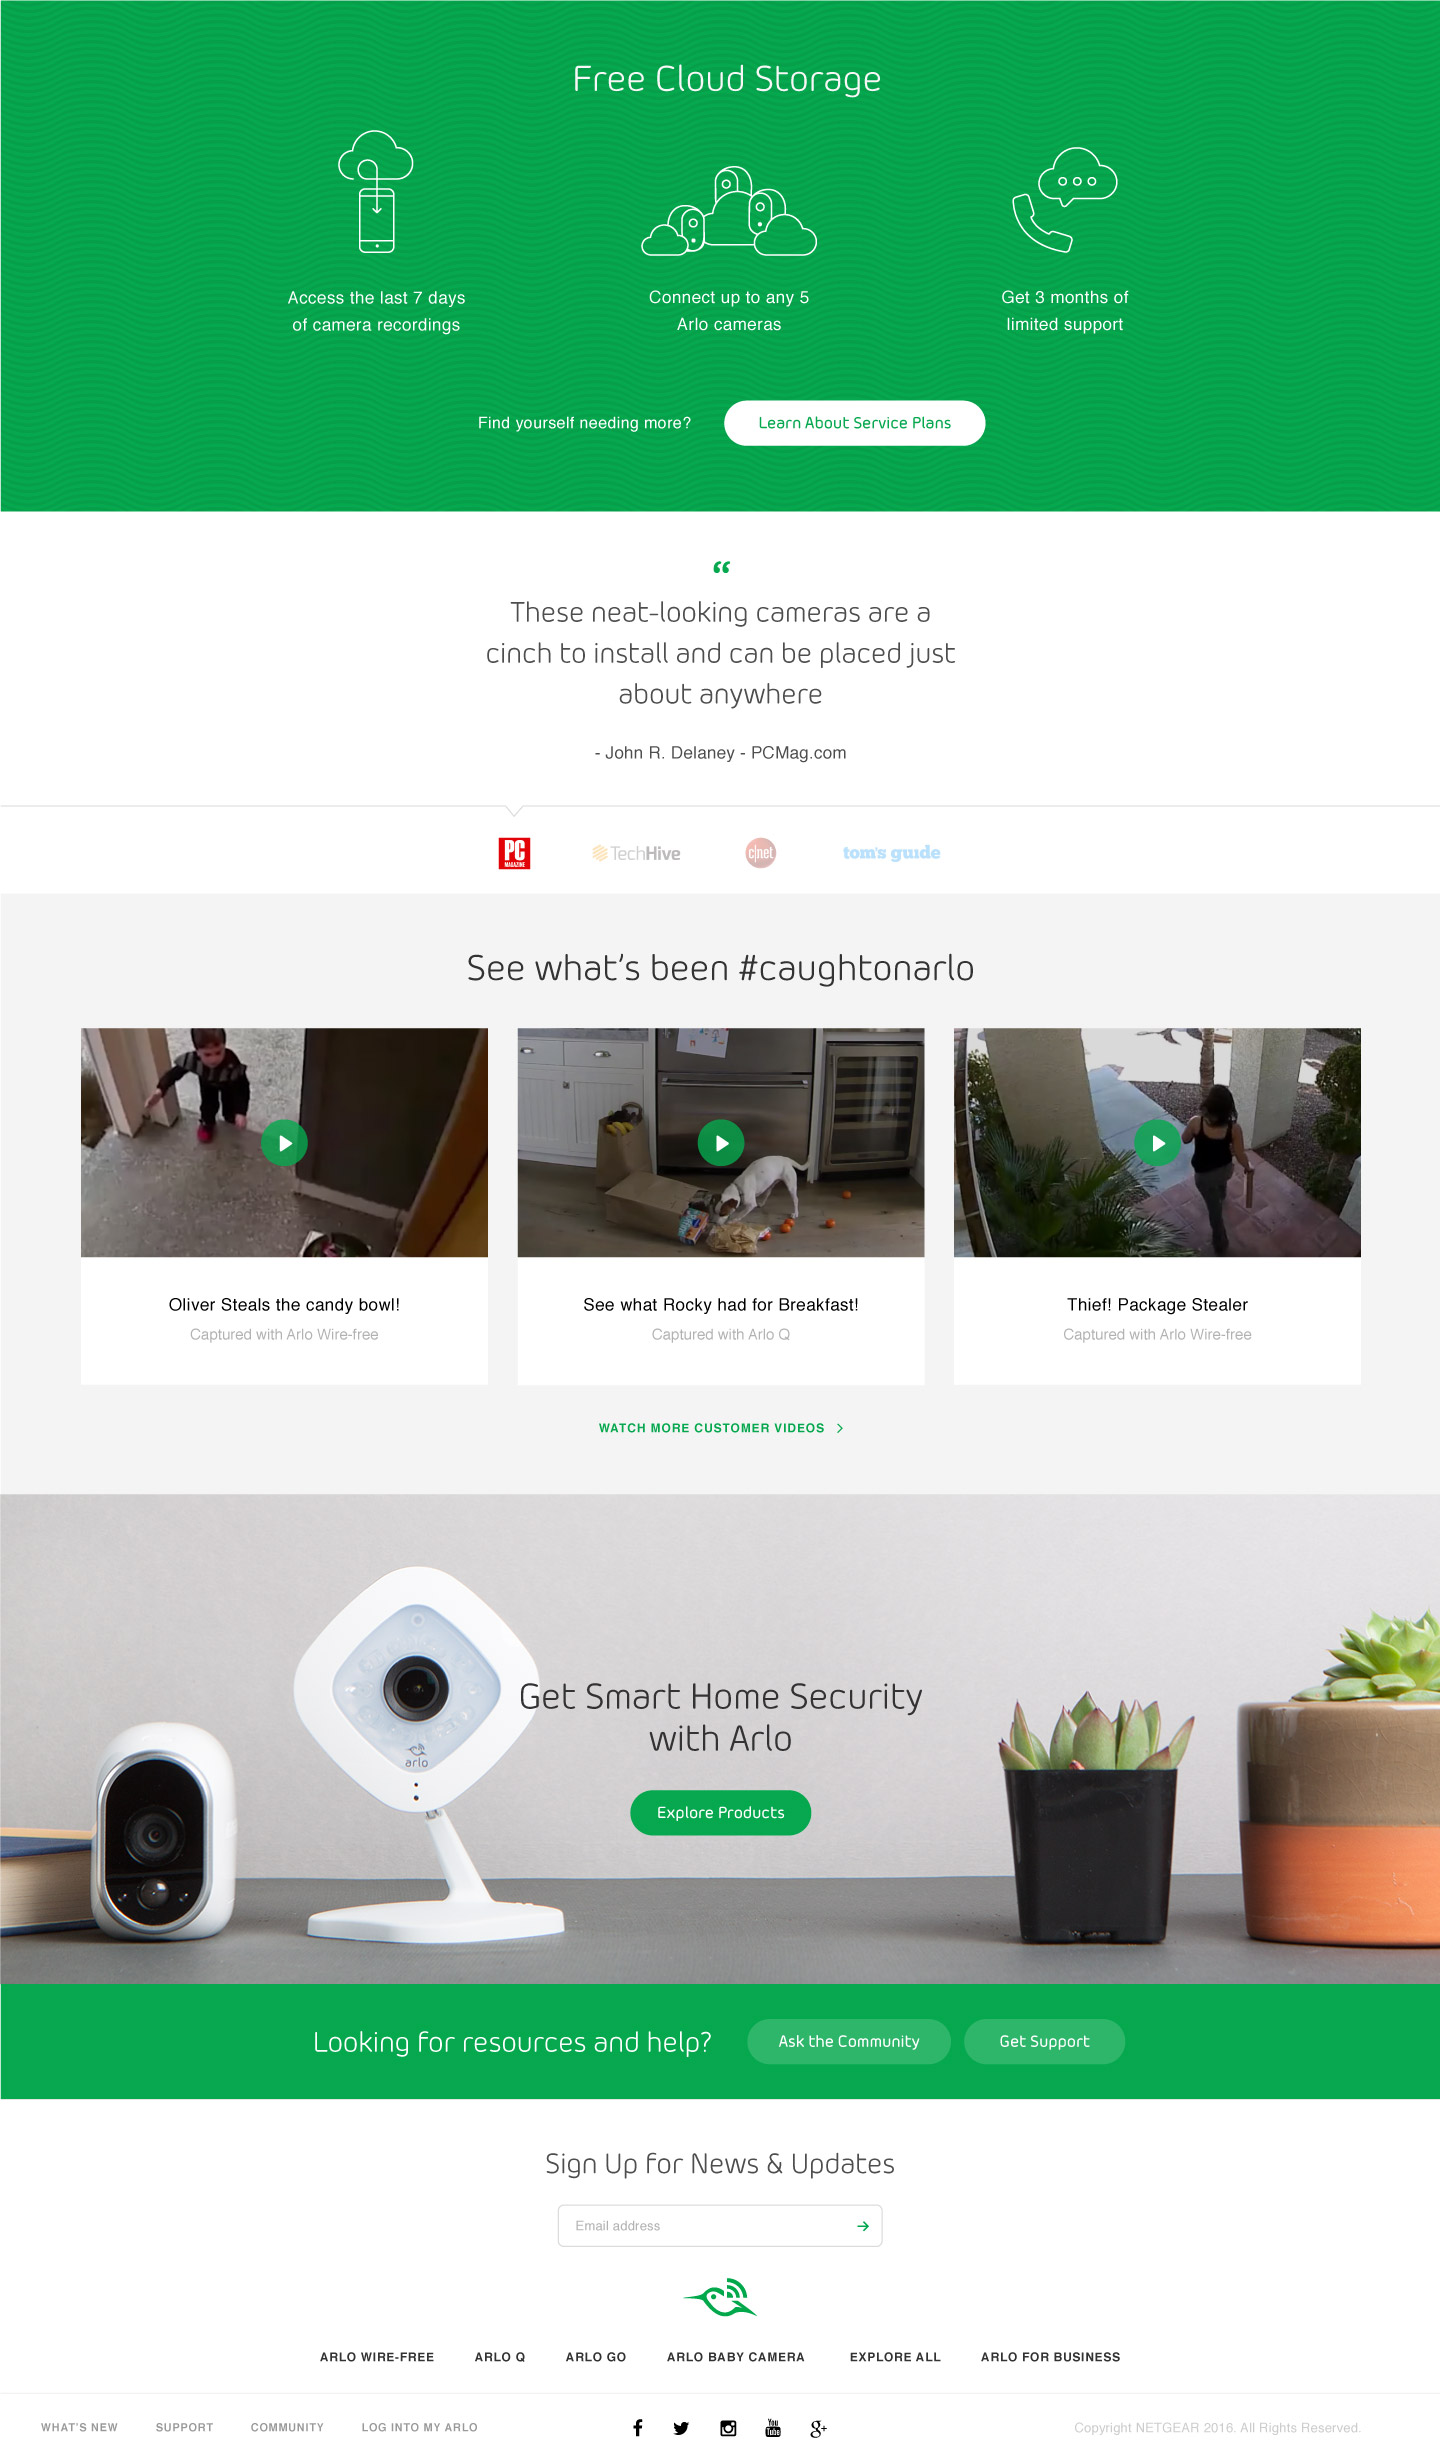 Free Cloud Storage
Access the last 7 days
of camera recordings
Connect up to any 5
Arlo cameras
Get 3 months of
limited support
Find yourself needing more?
Learn About Service Plans
“
These neat-looking cameras are a
cinch to install and can be placed just
about anywhere
- John R. Delaney - PCMag.com
PC
MAGAZINE
TechHive
c|net
tom's guide
See what’s been #caughtonarlo
Oliver Steals the candy bowl!
Captured with Arlo Wire-free
See what Rocky had for Breakfast!
Captured with Arlo Q
Thief! Package Stealer
Captured with Arlo Wire-free
WATCH MORE CUSTOMER VIDEOS >
arlo
Get Smart Home Security
with Arlo
Explore Products
Looking for resources and help?
Ask the Community
Get Support
Sign Up for News & Updates
Email address
ARLO WIRE-FREE
ARLO Q
ARLO GO
ARLO BABY CAMERA
EXPLORE ALL
ARLO FOR BUSINESS
WHAT'S NEW
SUPPORT
COMMUNITY
LOG INTO MY ARLO
You
Tube
g+
Copyright NETGEAR 2016. All Rights Reserved.